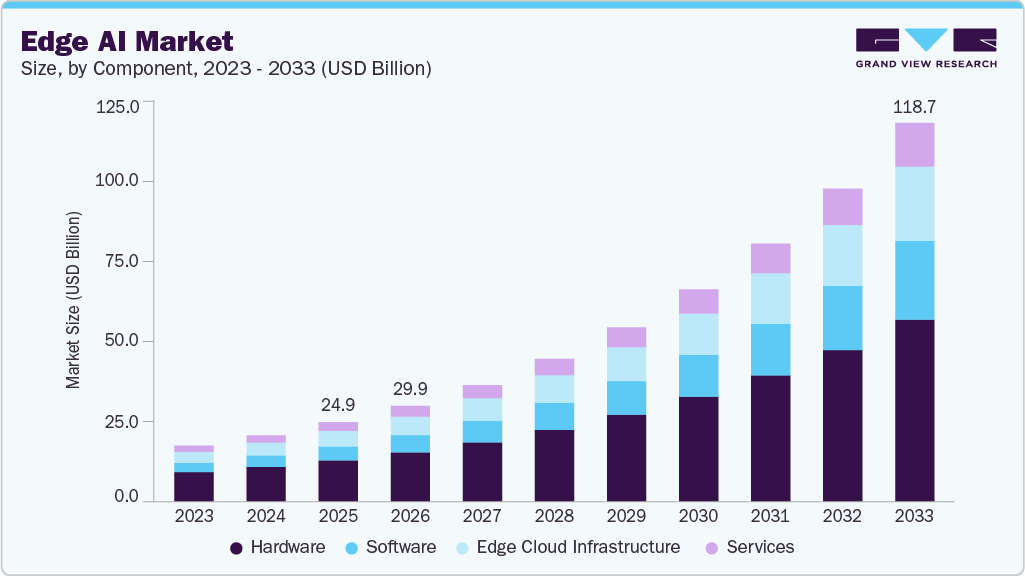 Edge AI Market
Size, by Component, 2023 - 2033 (USD Billion)
GRAND VIEW RESEARCH
Market Size (USD Billion)
125.0
100.0
75.0
50.0
25.0
0.0
24.9
29.9
118.7
2023 2024 2025 2026 2027 2028 2029 2030 2031 2032 2033
Hardware Software Edge Cloud Infrastructure Services